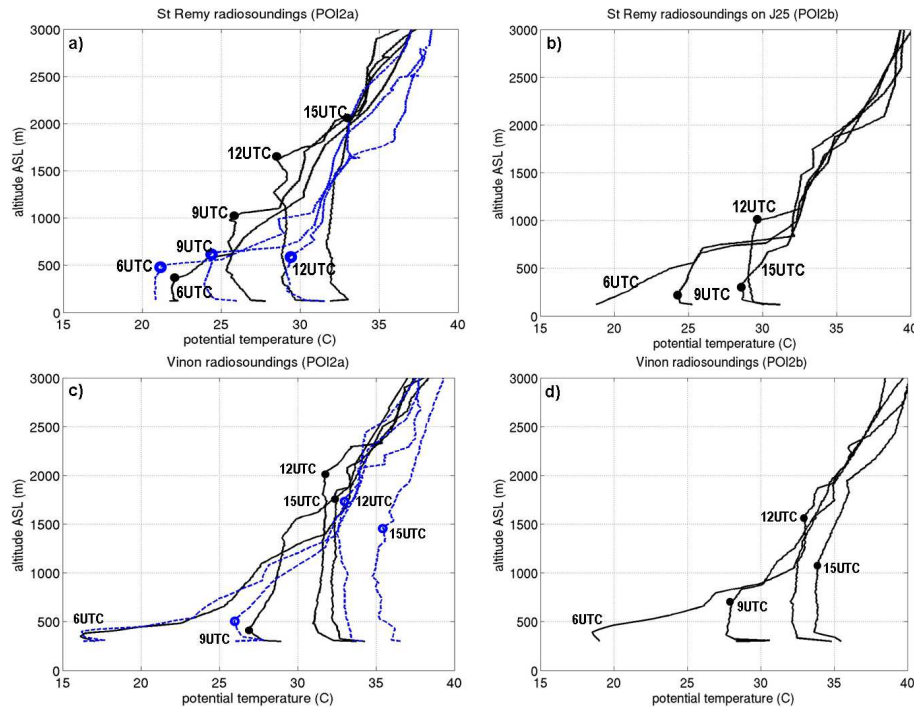 St Remy radiosoundings (POI2a)
a)
altitude ASL (m)
3000
2500
2000
1500
1000
500
0
15UTC
12UTC
9UTC
9UTC
6UTC
6UTC
12UTC
15 20 25 30 35 40
potential temperature (C)
St Remy radiosoundings on J25 (POI2b)
b)
altitude ASL (m)
3000
2500
2000
1500
1000
500
0
12UTC
15UTC
6UTC
9UTC
15 20 25 30 35 40
potential temperature (C)
Vinon radiosoundings (POI2a)
c)
altitude ASL (m)
3000
2500
2000
1500
1000
500
0
12UTC
15UTC
12UTC
15UTC
6UTC
9UTC
15 20 25 30 35 40
potential temperature (C)
Vinon radiosoundings (POI2b)
d)
altitude ASL (m)
3000
2500
2000
1500
1000
500
0
12UTC
15UTC
9UTC
6UTC
15 20 25 30 35 40
potential temperature (C)